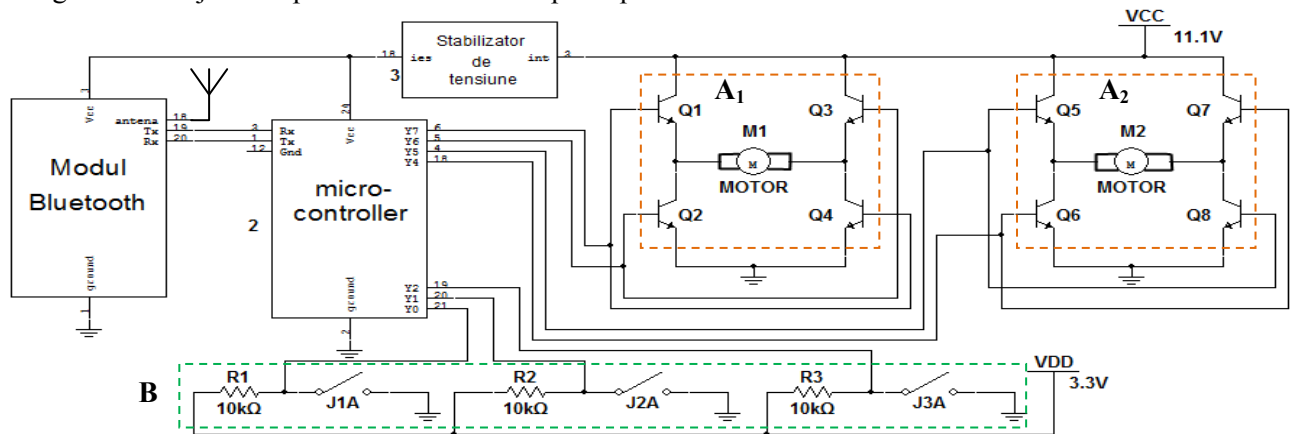 VCC
11.1V
Stabilizator
de
tensiune
18
ies
int
3
3
A1
A2
Q1
Q3
Q5
Q7
M1
M
MOTOR
M2
M
MOTOR
Q2
Q4
Q6
Q8
3
Vcc
antena
18
Tx
19
Rx
20
Modul
Bluetooth
ground
1
24
Vcc
3
Rx
1
Tx
12
Gnd
Y7
6
Y6
5
Y5
4
Y4
18
micro-
controller
2
ground
2
Y2
19
Y1
20
Y0
21
B
R1
10kΩ
J1A
R2
10kΩ
J2A
R3
10kΩ
J3A
VDD
3.3V